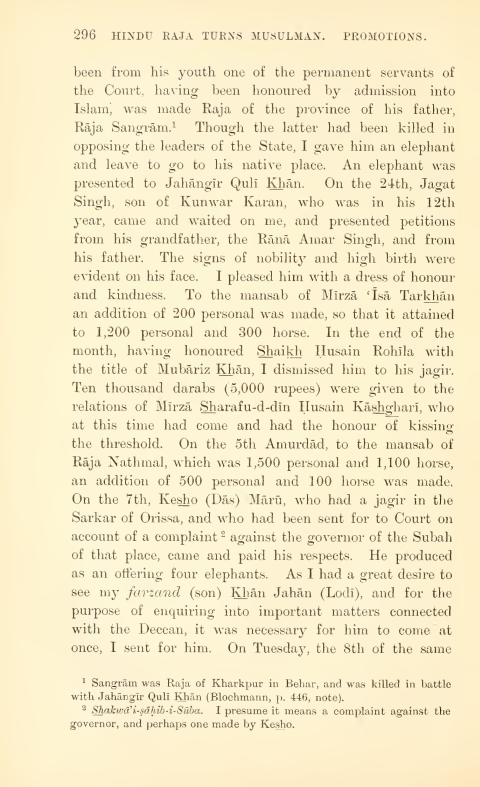 296 HINDU RAJA TURNS MUSULMAN. PROMOTIONS.
been from his youth one of the permanent servants of
the Court, having been honoured by admission into
Islam, was made Raja of the province of his father,
Rāja Sangrām.¹ Though the latter had been killed in
opposing the leaders of the State, I gave him an elephant
and leave to go to his native place. An elephant was
presented to Jahāngīr Qulī Khān. On the 24th, Jagat
Singh, son of Kunwar Karan, who was in his 12th
year, came and waited on me, and presented petitions
from his grandfather, the Rānā Amar Singh, and from
his father. The signs of nobility and high birth were
evident on his face. I pleased him with a dress of honour
and kindness. To the mansab of Mīrzā ‘Īsā Tarkhān
an addition of 200 personal was made, so that it attained
to 1,200 personal and 300 horse. In the end of the
month, having honoured Shaikh Ḥusain Rohīla with
the title of Mubāriz Khān, I dismissed him to his jagir.
Ten thousand darabs (5,000 rupees) were given to the
relations of Mīrzā Sharafu-d-dīn Ḥusain Kāshgharī, who
at this time had come and had the honour of kissing
the threshold. On the 5th Amurdād, to the mansab of
Rāja Nathmal, which was 1,500 personal and 1,100 horse,
an addition of 500 personal and 100 horse was made.
On the 7th, Kesho (Dās) Mārū, who had a jagir in the
Sarkar of Orissa, and who had been sent for to Court on
account of a complaint² against the governor of the Subah
of that place, came and paid his respects. He produced
as an offering four elephants. As I had a great desire to
see my farzand (son) Khān Jahān (Lodī), and for the
purpose of enquiring into important matters connected
with the Deccan, it was necessary for him to come at
once, I sent for him. On Tuesday, the 8th of the same
¹ Sangrām was Raja of Kharkpur in Behar, and was killed in battle
with Jahāngīr Qulī Khān (Blochmann, p. 446, note).
² Shakwā’i-ṣāḥib-i-Sūba. I presume it means a complaint against the
governor, and perhaps one made by Kesho.